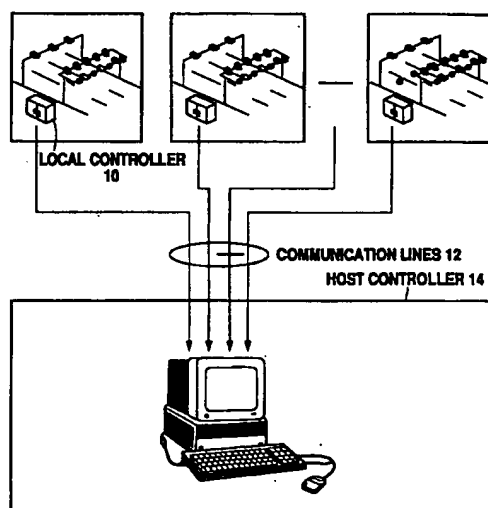 LOCAL CONTROLLER
10
COMMUNICATION LINES 12
HOST CONTROLLER 14